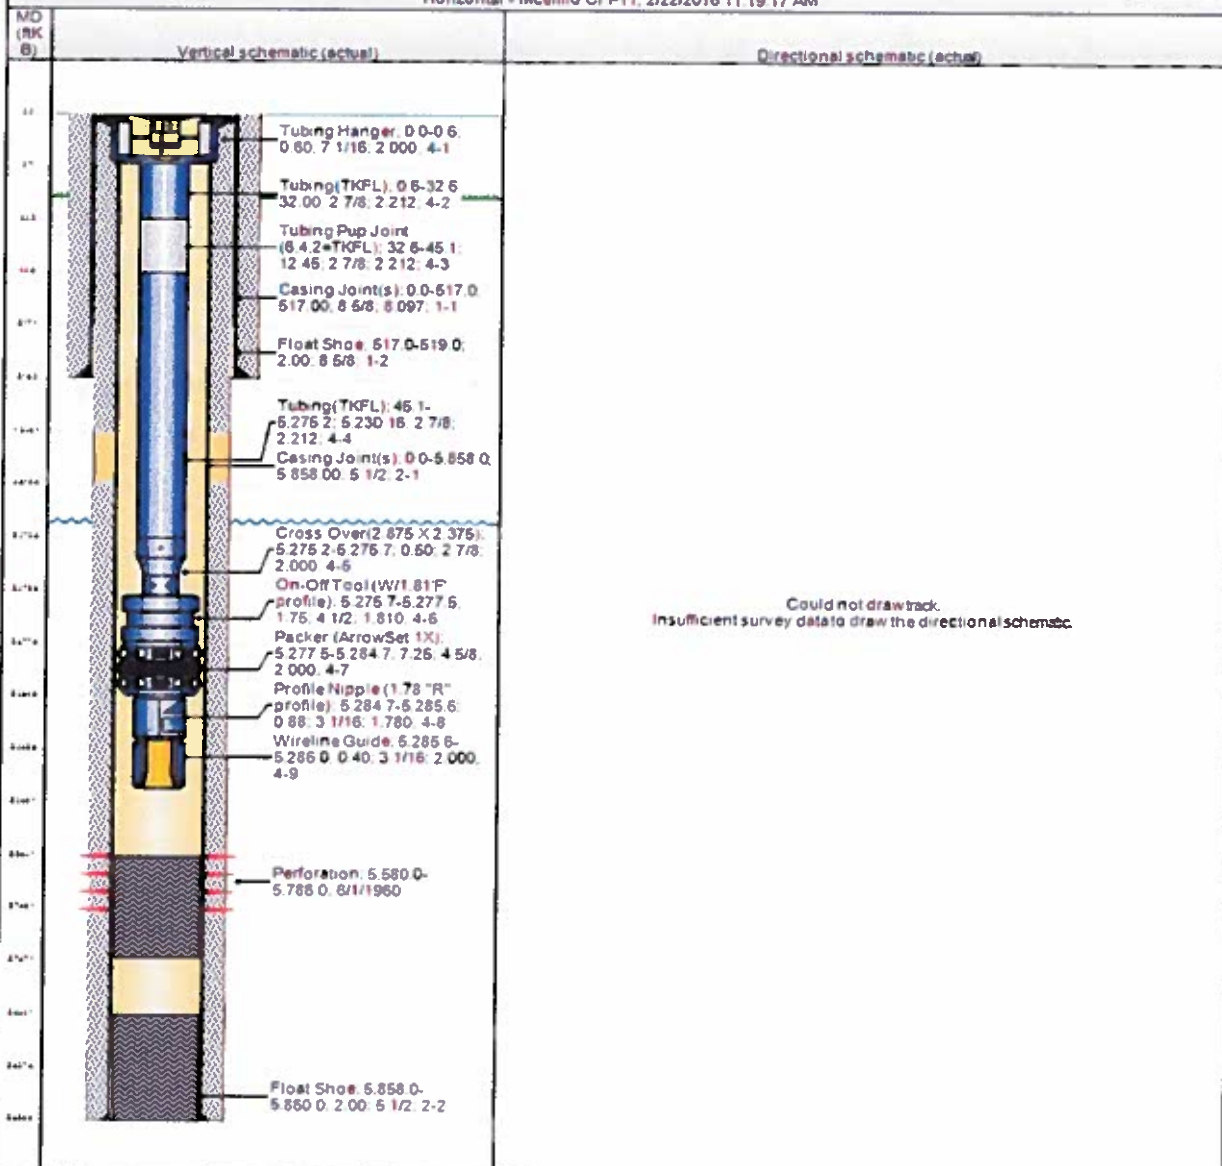 2/22/2016 11:19:17 AM
MD
(ftK
B)
Vertical schematic (actual)
Directional schematic (actual)
Tubing Hanger; 0.0-0.6;
0.60; 7 1/16; 2.000; 4-1
Tubing(TKFL); 0.6-32.6;
32.00; 2 7/8; 2.212; 4-2
Tubing Pup Joint
(6,4,2=TKFL); 32.6-45.1;
12.45; 2 7/8; 2.212; 4-3
Casing Joint(s); 0.0-517.0;
517.00; 8 5/8; 8.097; 1-1
Float Shoe; 517.0-519.0;
2.00; 8 5/8; 1-2
Tubing(TKFL); 45.1-
5,275.2; 5,230.16; 2 7/8;
2.212; 4-4
Casing Joint(s); 0.0-5,858.0;
5,858.00; 5 1/2; 2-1
Cross Over(2.875 X 2.375);
5,275.2-5,275.7; 0.50; 2 7/8;
2.000; 4-5
On-Off Tool (W/1.81"F"
profile); 5,275.7-5,277.5;
1.75; 4 1/2; 1.810; 4-6
Packer (ArrowSet 1X);
5,277.5-5,284.7; 7.25; 4 5/8;
2.000; 4-7
Profile Nipple (1.78 "R"
profile); 5,284.7-5,285.6;
0.88; 3 1/16; 1.780; 4-8
Wireline Guide; 5,285.6-
5,286.0; 0.40; 3 1/16; 2.000;
4-9
Could not draw track.
Insufficient survey data to draw the directional schematic.
Perforation; 5,580.0-
5,786.0; 6/1/1960
Float Shoe; 5,858.0-
5,860.0; 2.00; 5 1/2; 2-2